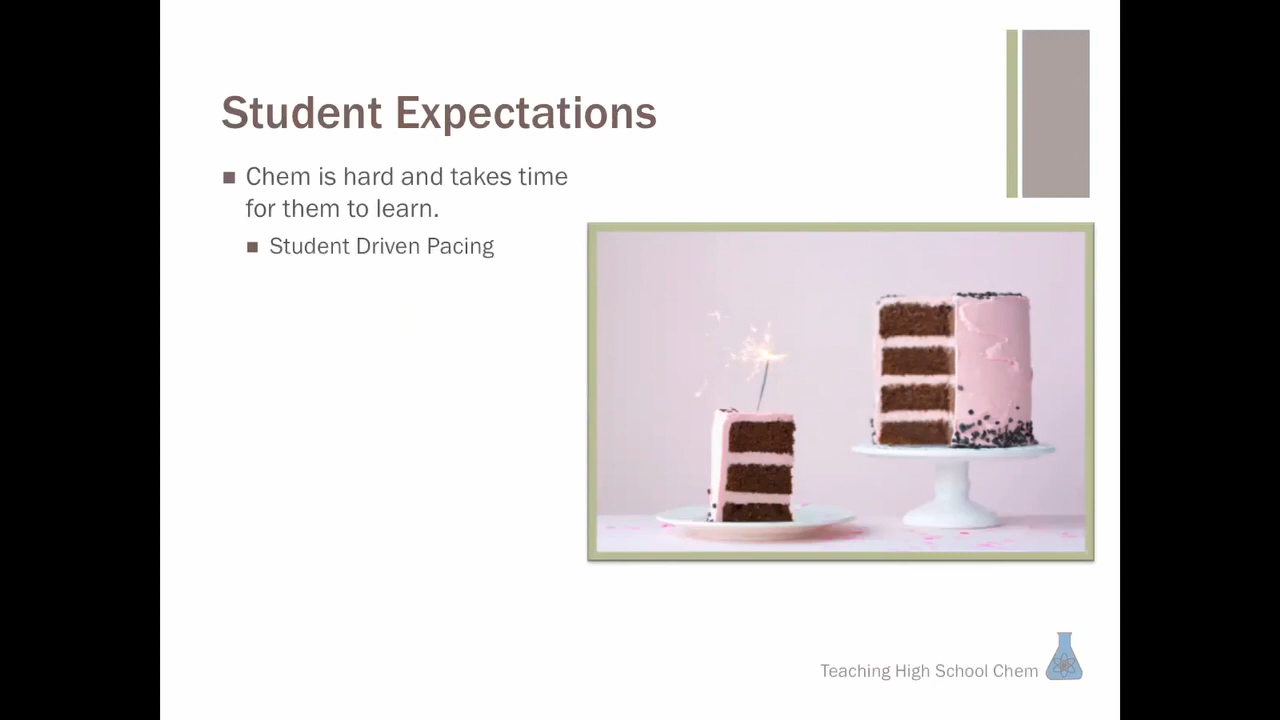 Student Expectations
Chem is hard and takes time
for them to learn.
Student Driven Pacing
Teaching High School Chem